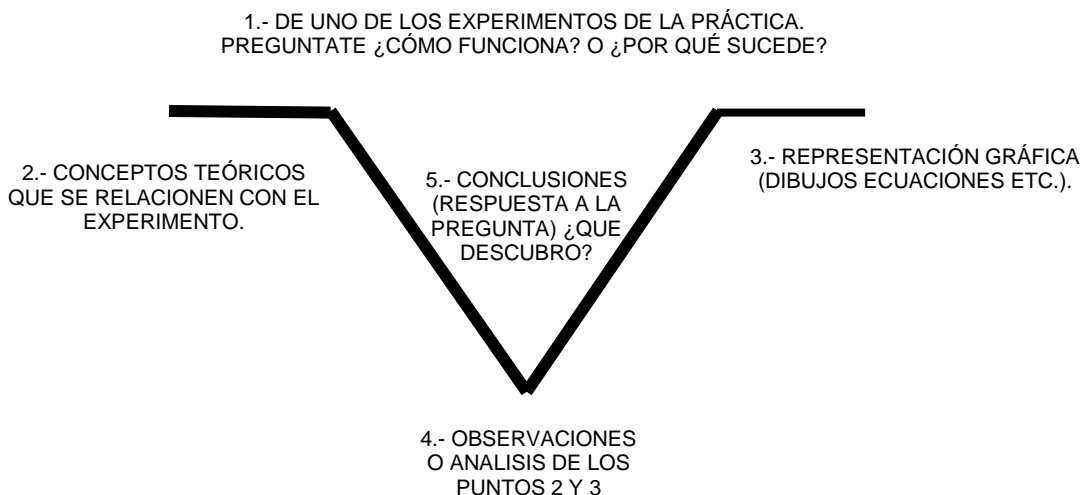 1.- DE UNO DE LOS EXPERIMENTOS DE LA PRÁCTICA.
PREGUNTATE ¿CÓMO FUNCIONA? O ¿POR QUÉ SUCEDE?
2.- CONCEPTOS TEÓRICOS
QUE SE RELACIONEN CON EL
EXPERIMENTO.
5.- CONCLUSIONES
(RESPUESTA A LA
PREGUNTA) ¿QUE
DESCUBRO?
3.- REPRESENTACIÓN GRÁFICA
(DIBUJOS ECUACIONES ETC.).
4.- OBSERVACIONES
O ANALISIS DE LOS
PUNTOS 2 Y 3